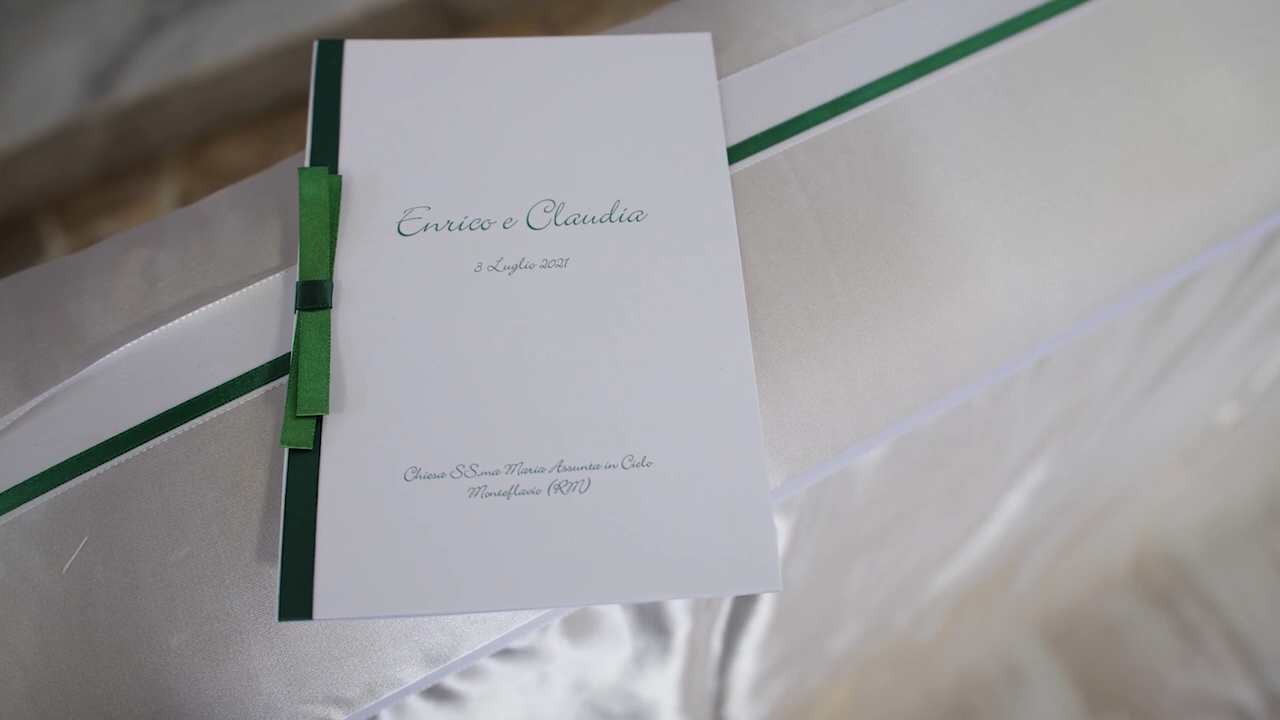 Enrico e Claudia
3 Luglio 2021
Chiesa SS.ma Maria Assunta in Cielo
Monteflavio (RM)